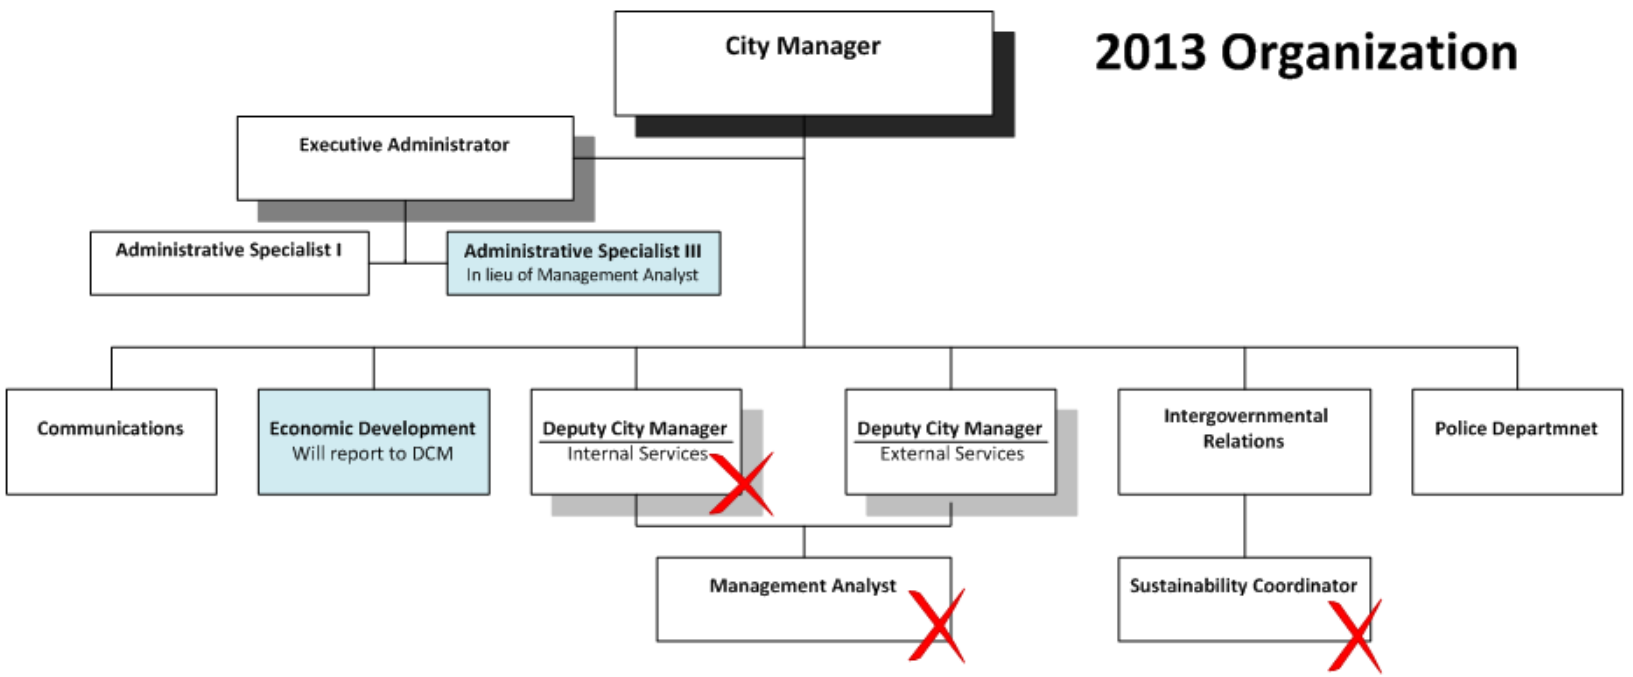 City Manager
2013 Organization
Executive Administrator
Administrative Specialist I
Administrative Specialist III
In lieu of Management Analyst
Communications
Economic Development
Will report to DCM
Deputy City Manager
Internal Services
Deputy City Manager
External Services
Intergovernmental
Relations
Police Departmnet
Management Analyst
Sustainability Coordinator